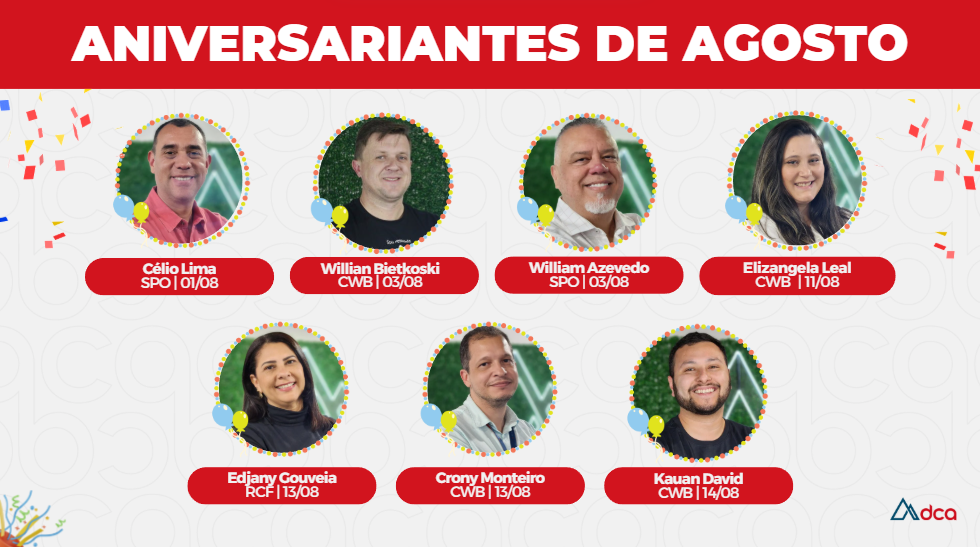 ANIVERSARIANTES DE AGOSTO
Célio Lima
SPO | 01/08
Willian Bietkoski
CWB | 03/08
William Azevedo
SPO | 03/08
Elizangela Leal
CWB | 11/08
Edjany Gouveia
RCF | 13/08
Crony Monteiro
CWB | 13/08
Kauan David
CWB | 14/08
dca